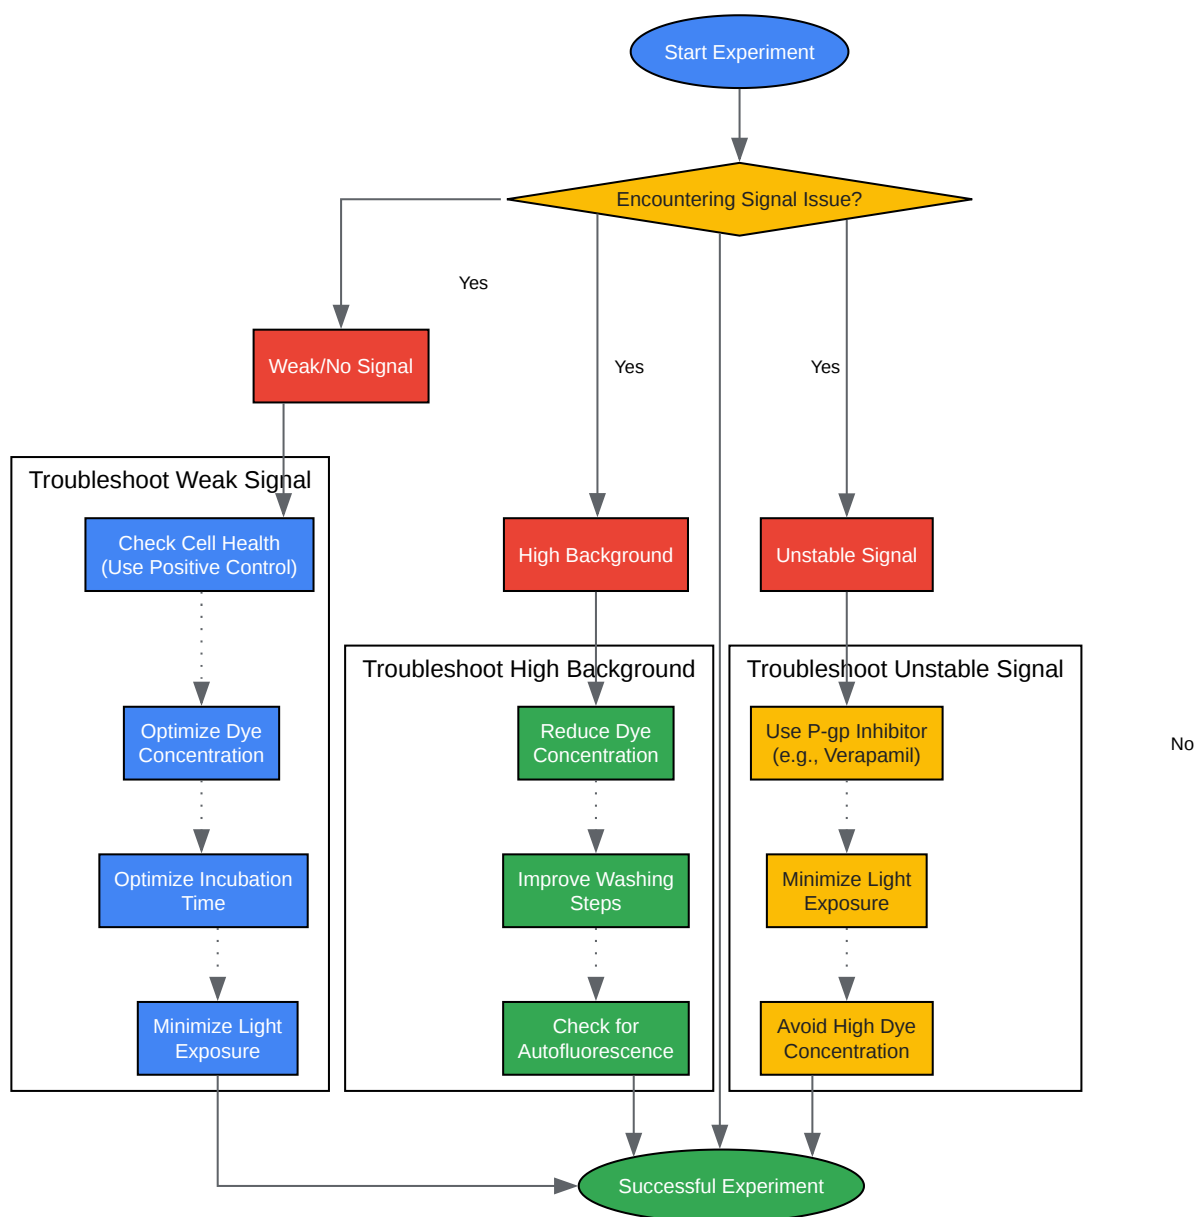 Start Experiment
Encountering Signal Issue?
Yes
Weak/No Signal
Yes
Yes
Troubleshoot Weak Signal
Check Cell Health
(Use Positive Control)
High Background
Unstable Signal
Troubleshoot High Background
Troubleshoot Unstable Signal
Optimize Dye
Concentration
Reduce Dye
Concentration
Use P-gp Inhibitor
(e.g., Verapamil)
No
Optimize Incubation
Time
Improve Washing
Steps
Minimize Light
Exposure
Minimize Light
Exposure
Check for
Autofluorescence
Avoid High Dye
Concentration
Successful Experiment